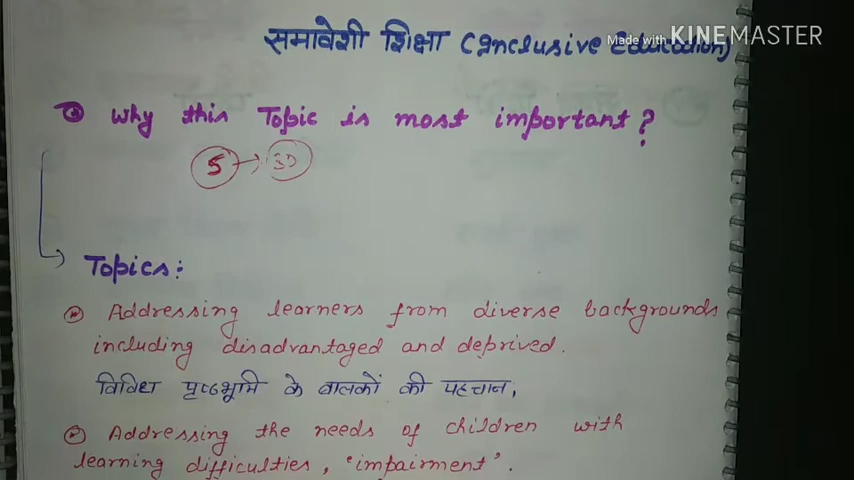 समावेशी शिक्षा (Inclusive Education)
Made with KINEMASTER
Why this Topic is most important?
5 → 30
Topics:
Addressing learners from diverse backgrounds
including disadvantaged and deprived.
विविध पृष्ठभूमि के बालकों की पहचान,
Addressing the needs of children with
learning difficulties, 'impairment'.